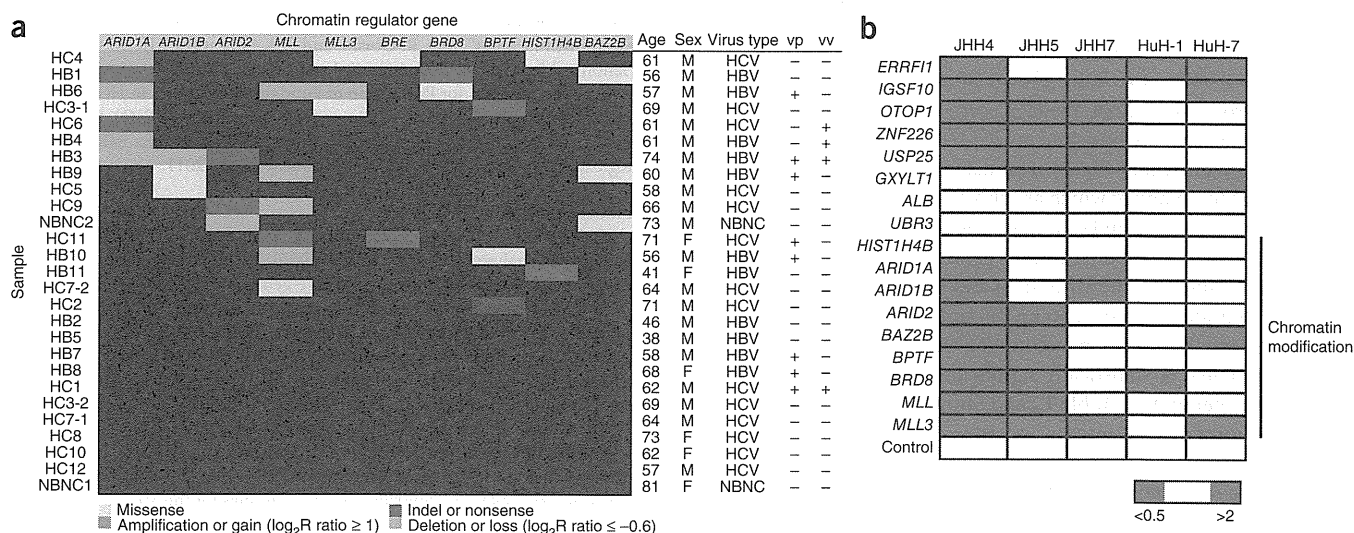 a
Chromatin regulator gene
ARID1A ARID1B ARID2 MLL MLL3 BRE BRD8 BPTF HIST1H4B BAZ2B Age Sex Virus type vp vv
Sample
HC4 61 M HCV – –
HB1 56 M HBV – –
HB6 57 M HBV + –
HC3-1 69 M HCV – –
HC6 61 M HCV – +
HB4 61 M HBV – +
HB3 74 M HBV + +
HB9 60 M HBV + –
HC5 58 M HCV – –
HC9 66 M HCV – –
NBNC2 73 M NBNC – –
HC11 71 F HCV + –
HB10 56 M HBV + –
HB11 41 F HBV – –
HC7-2 64 M HCV – –
HC2 71 M HCV – –
HB2 46 M HBV – –
HB5 38 M HBV – –
HB7 58 M HBV + –
HB8 68 F HBV + –
HC1 62 M HCV + +
HC3-2 69 M HCV – –
HC7-1 64 M HCV – –
HC8 73 F HCV – –
HC10 62 F HCV – –
HC12 57 M HCV – –
NBNC1 81 F NBNC – –
Missense
Indel or nonsense
Amplification or gain (log2R ratio ≥ 1)
Deletion or loss (log2R ratio ≤ –0.6)
b
JHH4 JHH5 JHH7 HuH-1 HuH-7
ERRFI1
IGSF10
OTOP1
ZNF226
USP25
GXYLT1
ALB
UBR3
HIST1H4B
ARID1A
ARID1B
ARID2
BAZ2B
BPTF
BRD8
MLL
MLL3
Control
Chromatin
modification
<0.5 >2